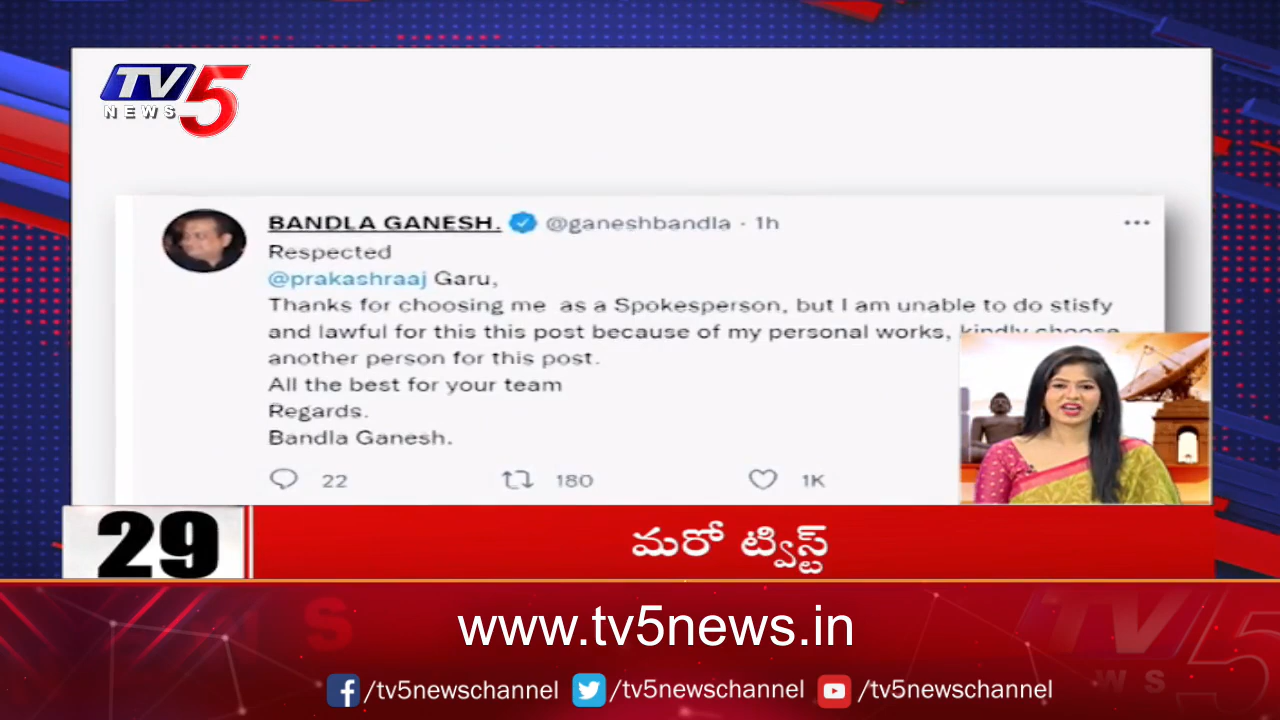 TV5
NEWS
BANDLA GANESH. @ganeshbandla · 1h
Respected
@prakashraaj Garu,
Thanks for choosing me as a Spokesperson, but I am unable to do stisfy
and lawful for this this post because of my personal works, kindly choose
another person for this post.
All the best for your team
Regards.
Bandla Ganesh.
22 180 1K
29 మరో ట్విస్ట్
www.tv5news.in
/tv5newschannel /tv5newschannel /tv5newschannel